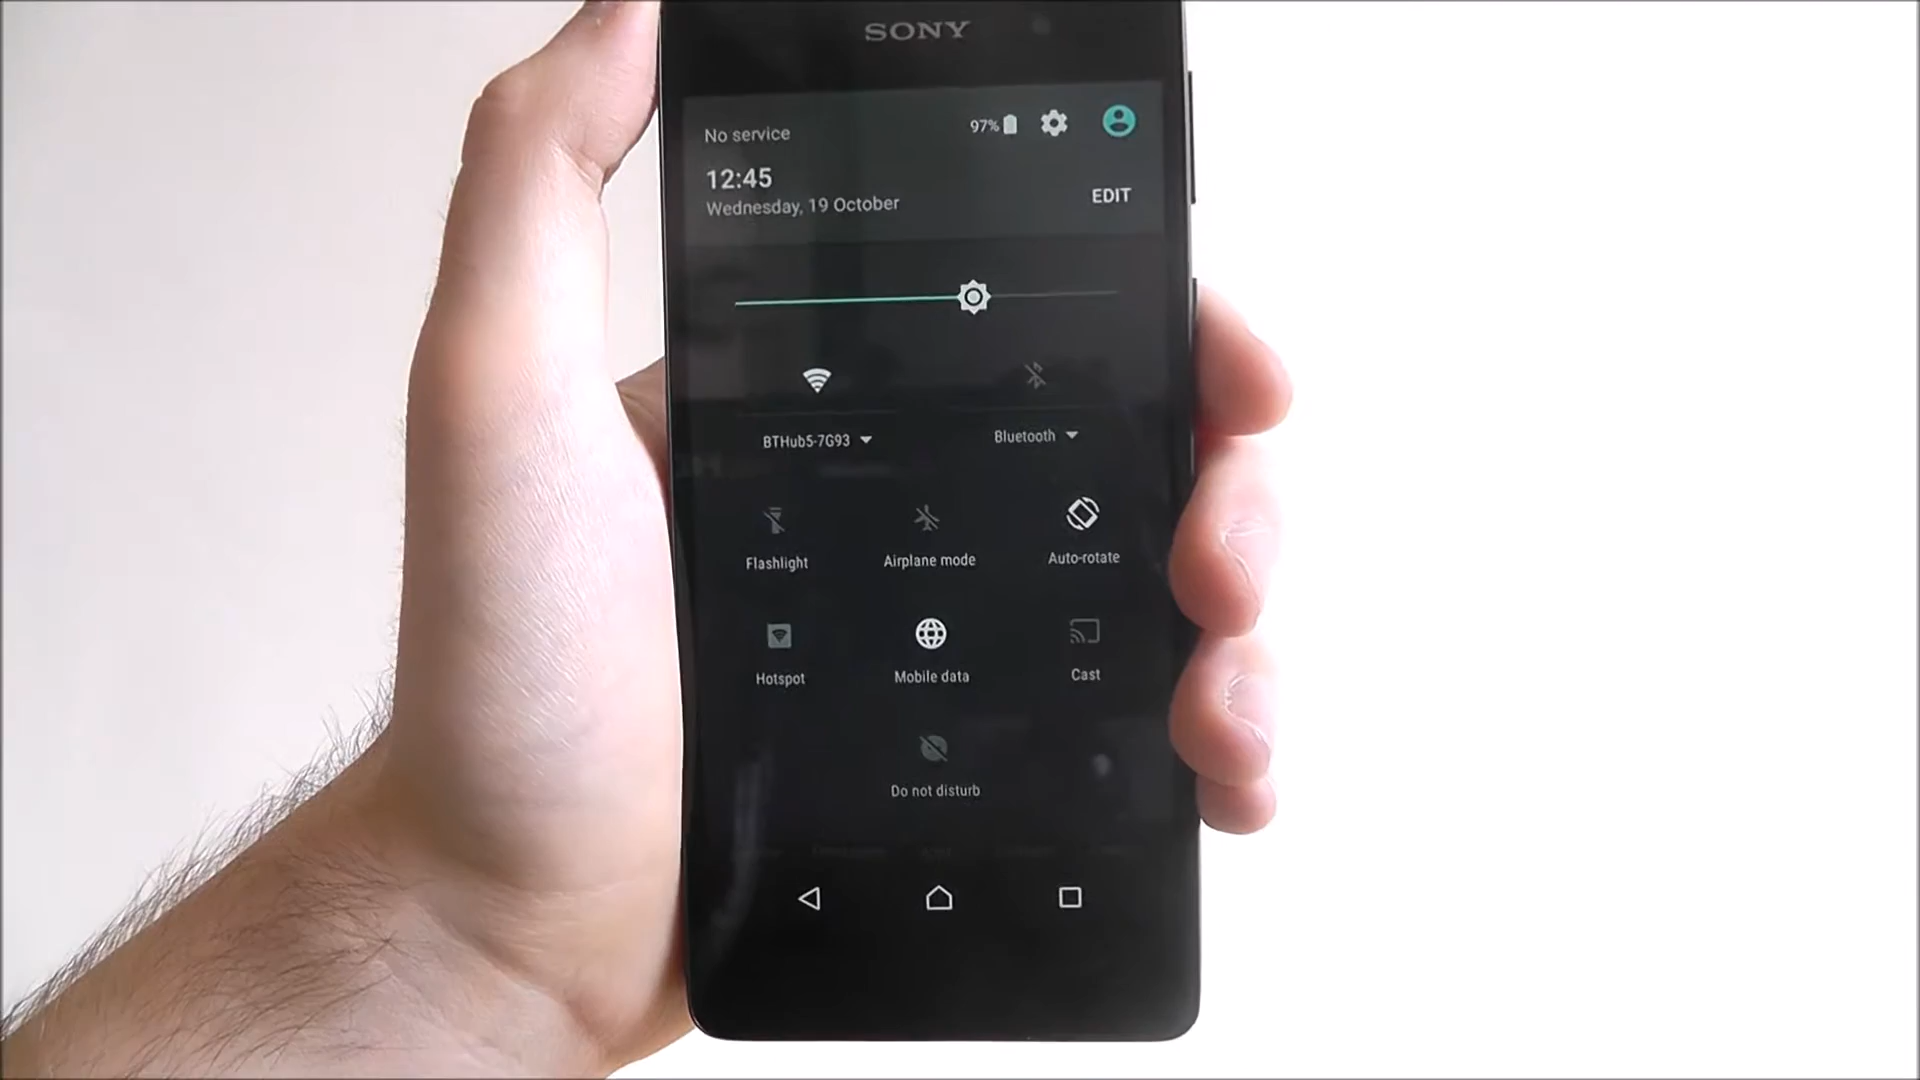 SONY
No service
97%
12:45
Wednesday, 19 October
EDIT
BTHub5-7G93
Bluetooth
Flashlight
Airplane mode
Auto-rotate
Hotspot
Mobile data
Cast
Do not disturb